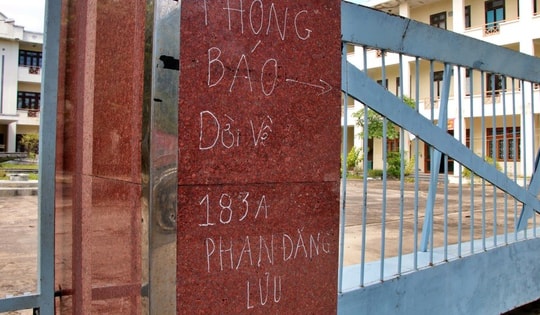 THÔNG
BÁO →
Dời về
183A
PHAN ĐĂNG
LƯU